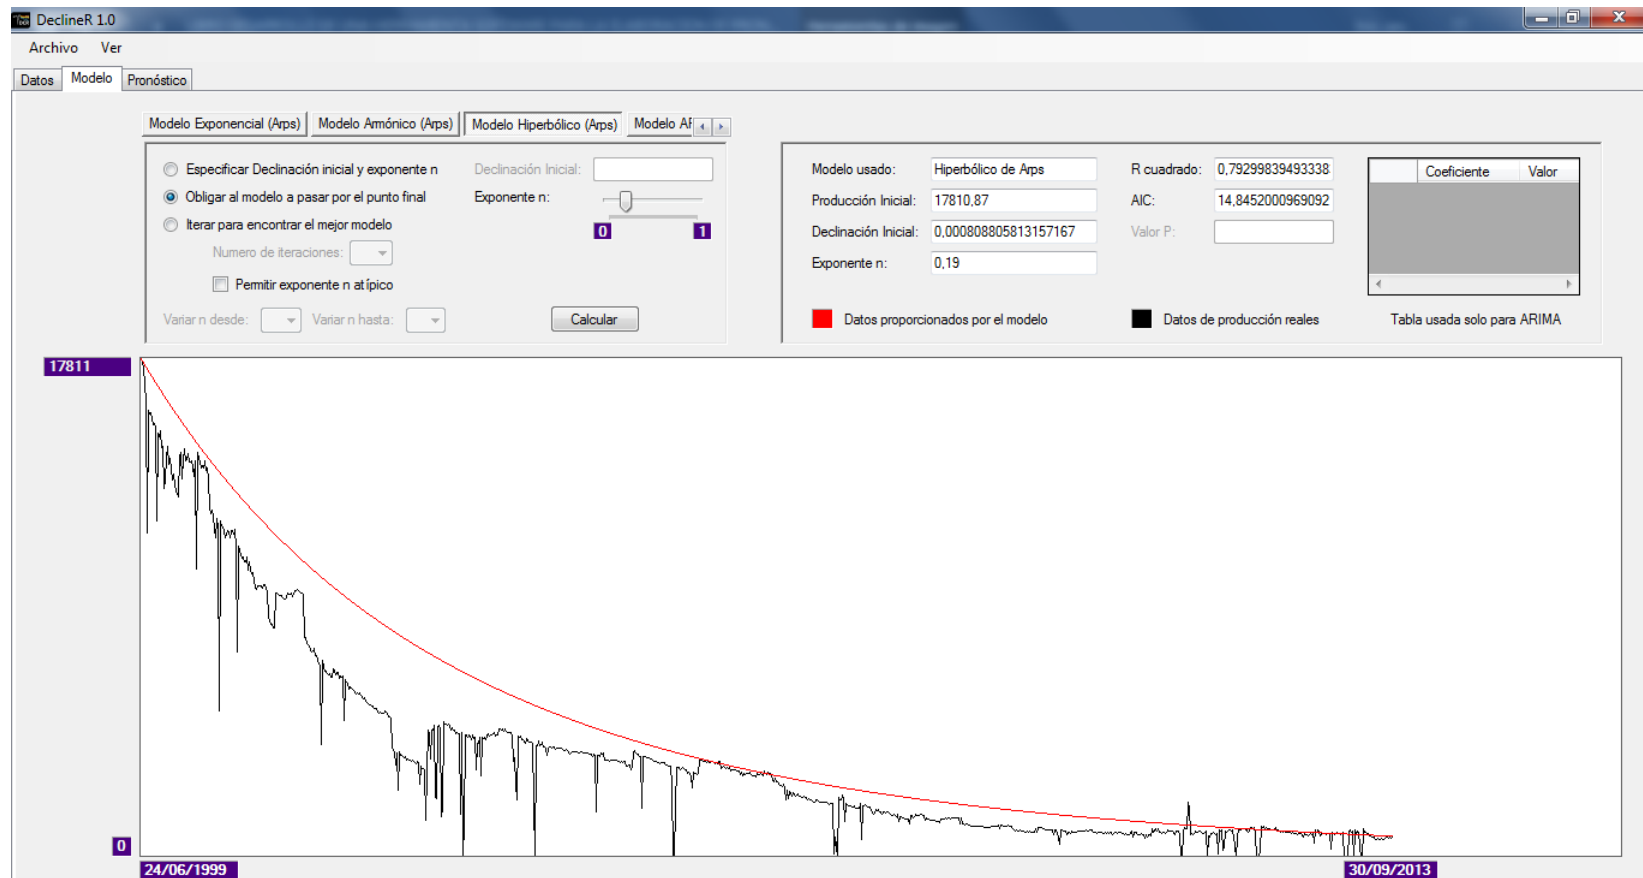 DeclineR 1.0
Archivo Ver
Datos Modelo Pronóstico
Modelo Exponencial (Arps) Modelo Armónico (Arps) Modelo Hiperbólico (Arps) Modelo AR
Especificar Declinación inicial y exponente n Declinación Inicial:
Obligar al modelo a pasar por el punto final Exponente n:
Iterar para encontrar el mejor modelo 0 1
Numero de iteraciones:
Permitir exponente n atípico
Variar n desde: Variar n hasta: Calcular
Modelo usado: Hiperbólico de Arps R cuadrado: 0,79299839493338 Coeficiente Valor
Producción Inicial: 17810,87 AIC: 14,8452000969092
Declinación Inicial: 0,000808805813157167 Valor P:
Exponente n: 0,19
Datos proporcionados por el modelo Datos de producción reales Tabla usada solo para ARIMA
17811
0
24/06/1999 30/09/2013